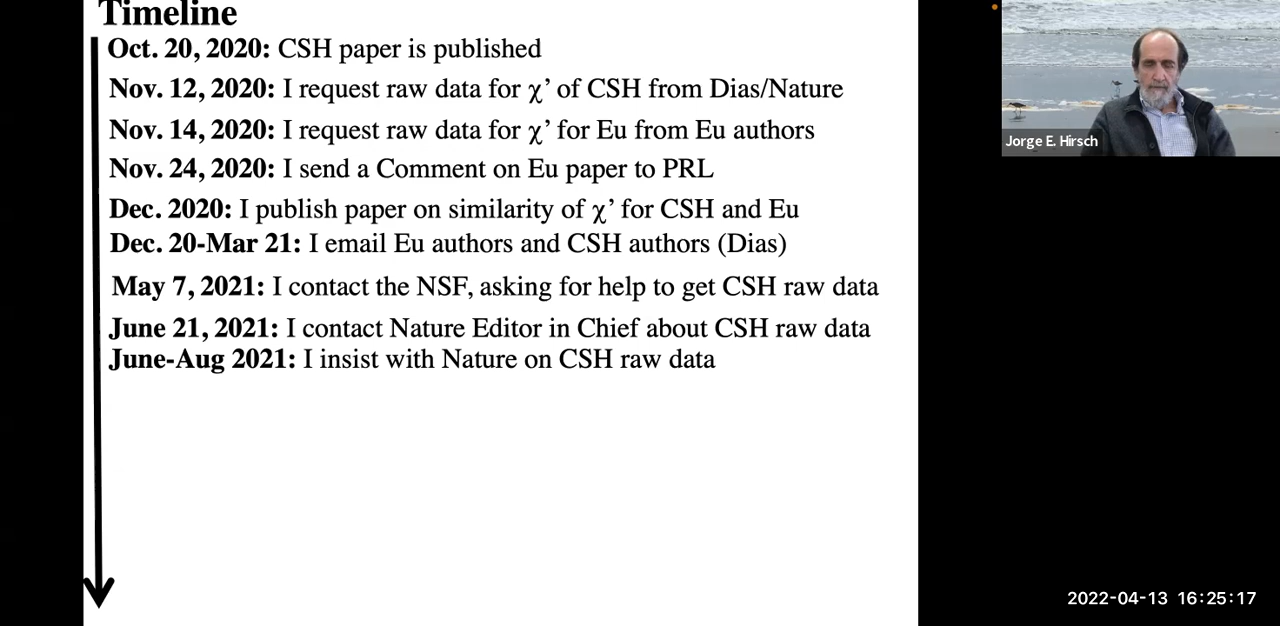 Timeline
Oct. 20, 2020: CSH paper is published
Nov. 12, 2020: I request raw data for χ’ of CSH from Dias/Nature
Nov. 14, 2020: I request raw data for χ’ for Eu from Eu authors
Nov. 24, 2020: I send a Comment on Eu paper to PRL
Dec. 2020: I publish paper on similarity of χ’ for CSH and Eu
Dec. 20-Mar 21: I email Eu authors and CSH authors (Dias)
May 7, 2021: I contact the NSF, asking for help to get CSH raw data
June 21, 2021: I contact Nature Editor in Chief about CSH raw data
June-Aug 2021: I insist with Nature on CSH raw data
Jorge E. Hirsch
2022-04-13 16:25:17